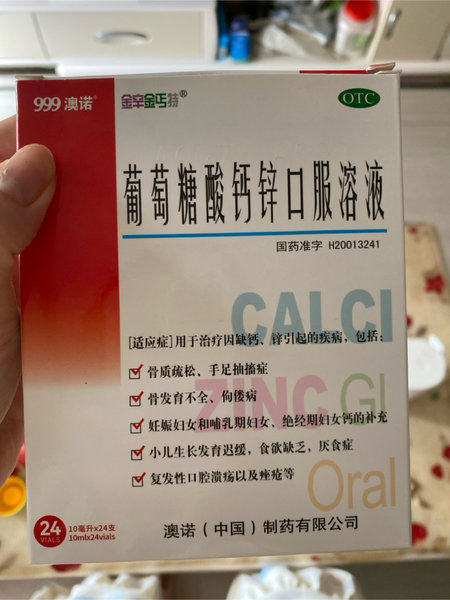 999 澳诺® 锌钙特® OTC
葡萄糖酸钙锌口服溶液
国药准字 H20013241
CALCI
ZINC GL
Oral
[适应症]用于治疗因缺钙、锌引起的疾病，包括：
骨质疏松、手足抽搐症
骨发育不全、佝偻病
妊娠妇女和哺乳期妇女、绝经期妇女钙的补充
小儿生长发育迟缓，食欲缺乏，厌食症
复发性口腔溃疡以及痤疮等
24
VIALS
10毫升x24支
10mlx24vials
澳诺（中国）制药有限公司